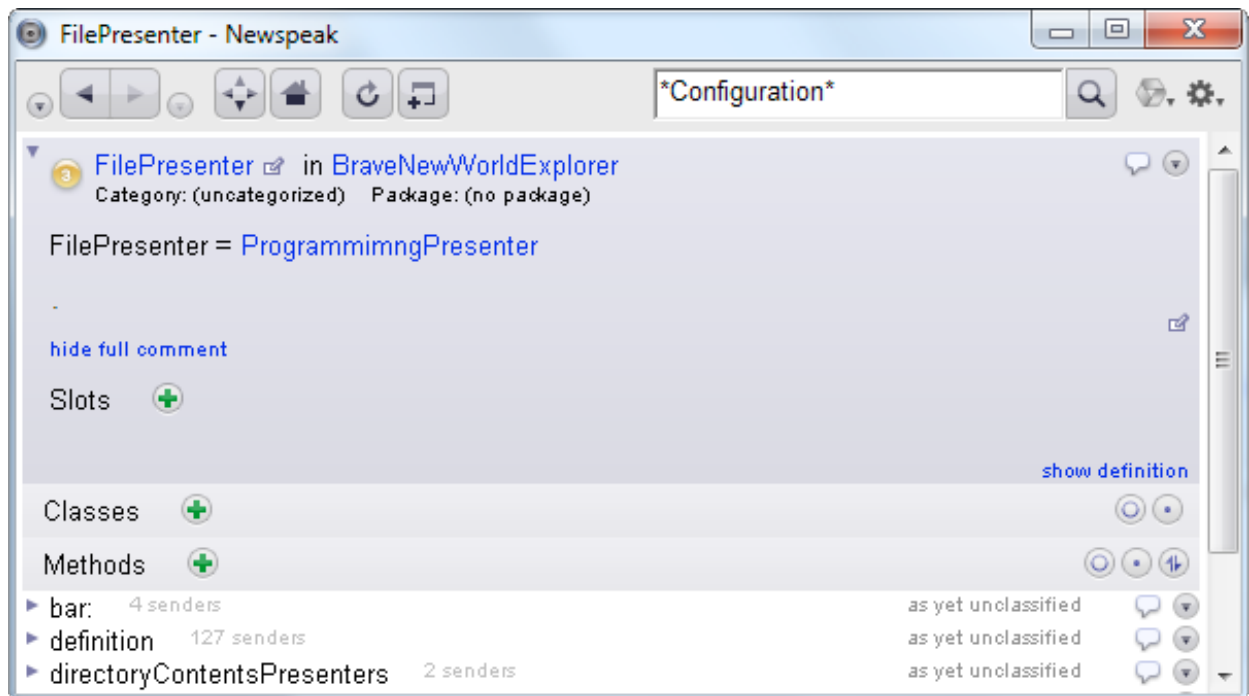 FilePresenter - Newspeak
*Configuration*
3 FilePresenter in BraveNewWorldExplorer
Category: (uncategorized) Package: (no package)
FilePresenter = ProgrammimngPresenter
-
hide full comment
Slots
show definition
Classes
Methods
bar: 4 senders as yet unclassified
definition 127 senders as yet unclassified
directoryContentsPresenters 2 senders as yet unclassified